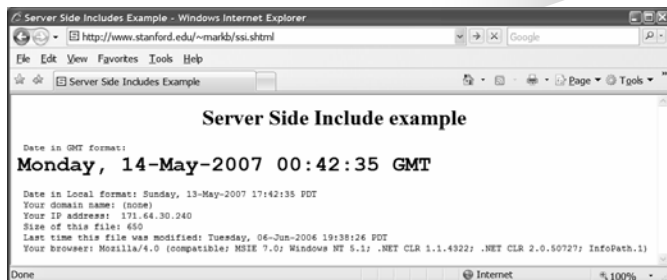 Server Side Includes Example - Windows Internet Explorer
http://www.stanford.edu/~markb/ssi.shtml
Google
File Edit View Favorites Tools Help
Server Side Includes Example
Page Tools »
Server Side Include example
Date in GMT format:
Monday, 14-May-2007 00:42:35 GMT
Date in Local format: Sunday, 13-May-2007 17:42:35 PDT
Your domain name: (none)
Your IP address: 171.64.30.240
Size of this file: 650
Last time this file was modified: Tuesday, 06-Jun-2006 19:38:26 PDT
Your browser: Mozilla/4.0 (compatible; MSIE 7.0; Windows NT 5.1; .NET CLR 1.1.4322; .NET CLR 2.0.50727; InfoPath.1)
Done
Internet
100%